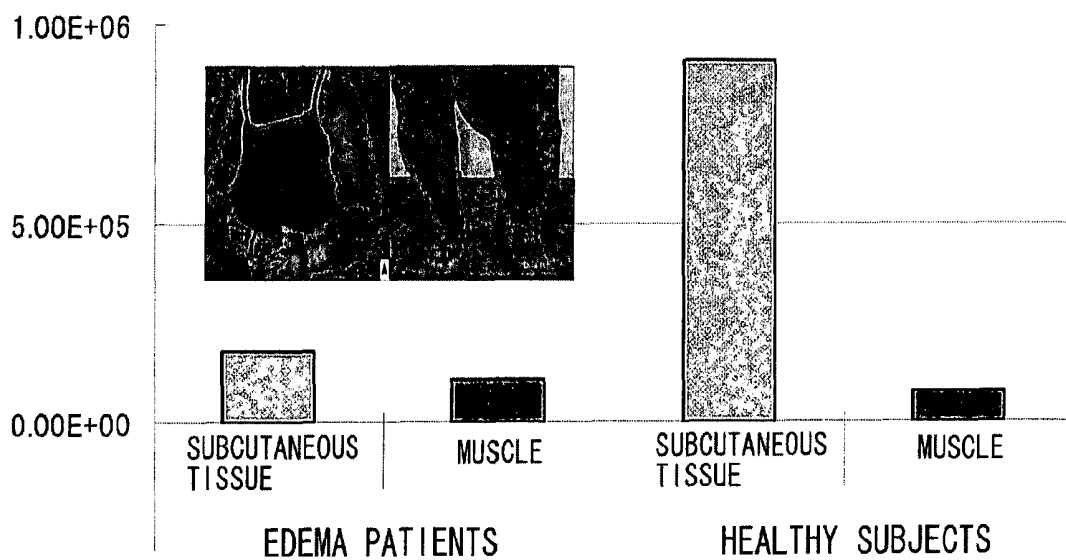 1.00E+06
5.00E+05
0.00E+00
SUBCUTANEOUS
TISSUE
MUSCLE
SUBCUTANEOUS
TISSUE
MUSCLE
EDEMA PATIENTS
HEALTHY SUBJECTS